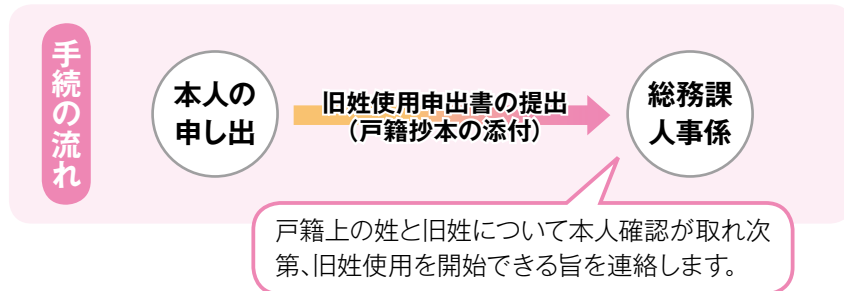 手続の流れ
本人の
申し出
旧姓使用申出書の提出
（戸籍抄本の添付）
総務課
人事係
戸籍上の姓と旧姓について本人確認が取れ次
第、旧姓使用を開始できる旨を連絡します。